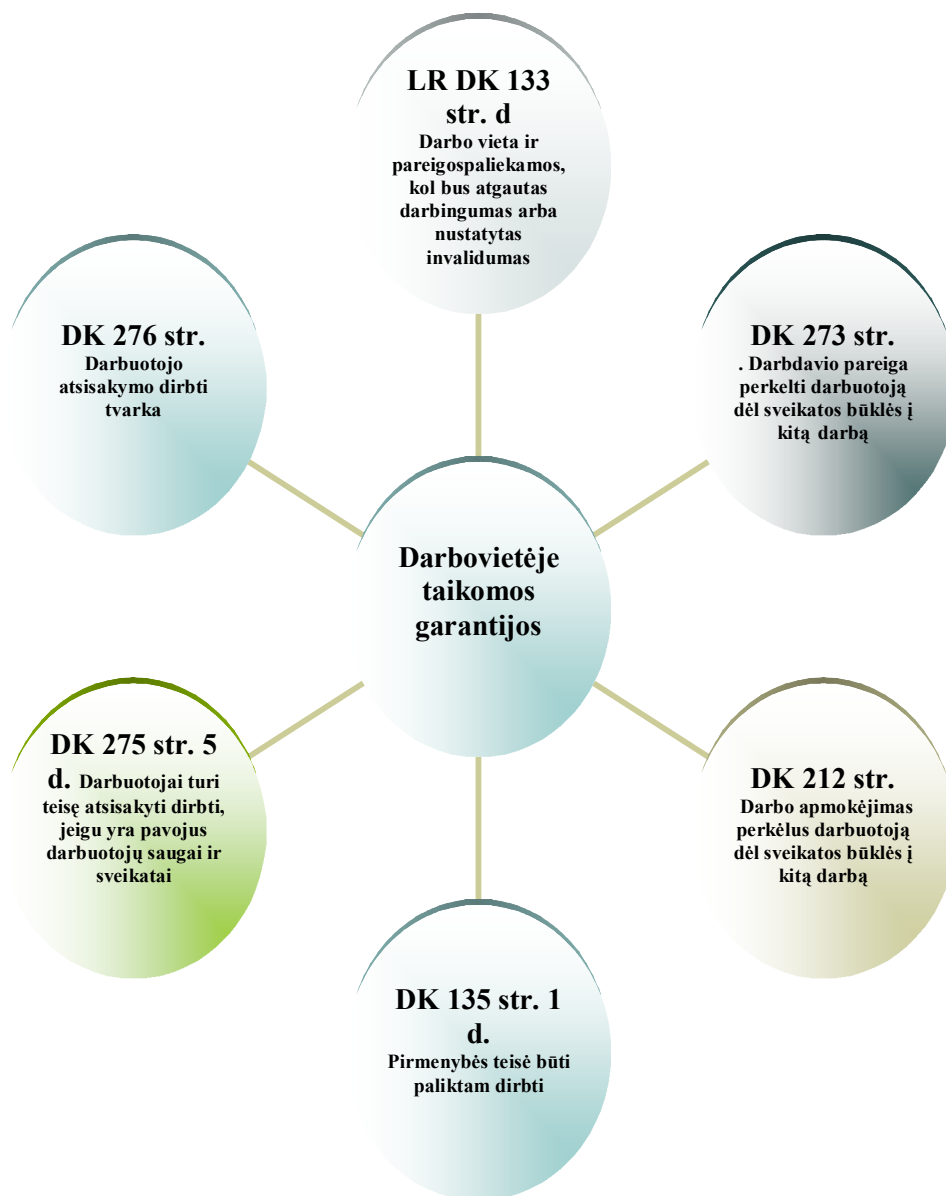 LR DK 133
str. d
Darbo vieta ir
pareigospaliekamos,
kol bus atgautas
darbingumas arba
nustatytas
invalidumas
DK 276 str.
Darbuotojo
atsisakymo dirbti
tvarka
DK 273 str.
. Darbdavio pareiga
perkelti darbuotoją
dėl sveikatos būklės į
kitą darbą
Darbovietėje
taikomos
garantijos
DK 275 str. 5
d. Darbuotojai turi
teisę atsisakyti dirbti,
jeigu yra pavojus
darbuotojų saugai ir
sveikatai
DK 212 str.
Darbo apmokėjimas
perkėlus darbuotoją
dėl sveikatos būklės į
kitą darbą
DK 135 str. 1
d.
Pirmenybės teisė būti
paliktam dirbti